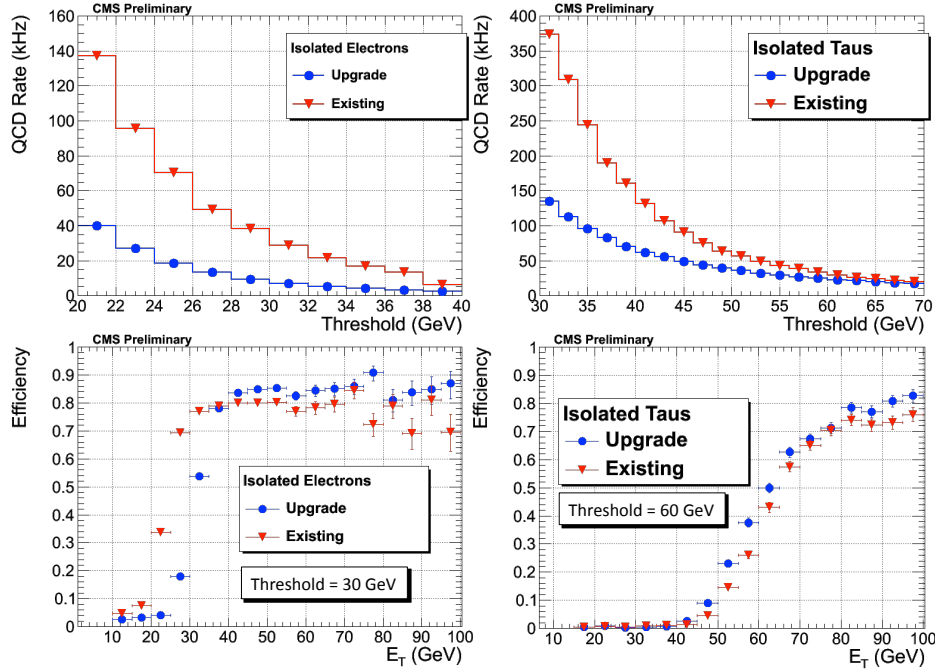 CMS Preliminary
QCD Rate (kHz)
160
140
120
100
80
60
40
20
0
Isolated Electrons
Upgrade
Existing
20 22 24 26 28 30 32 34 36 38 40
Threshold (GeV)
CMS Preliminary
QCD Rate (kHz)
400
350
300
250
200
150
100
50
0
Isolated Taus
Upgrade
Existing
30 35 40 45 50 55 60 65 70
Threshold (GeV)
CMS Preliminary
Efficiency
1
0.9
0.8
0.7
0.6
0.5
0.4
0.3
0.2
0.1
0
Isolated Electrons
Upgrade
Existing
Threshold = 30 GeV
10 20 30 40 50 60 70 80 90 100
E_T (GeV)
CMS Preliminary
Efficiency
1
0.9
0.8
0.7
0.6
0.5
0.4
0.3
0.2
0.1
0
Isolated Taus
Upgrade
Existing
Threshold = 60 GeV
10 20 30 40 50 60 70 80 90 100
E_T (GeV)